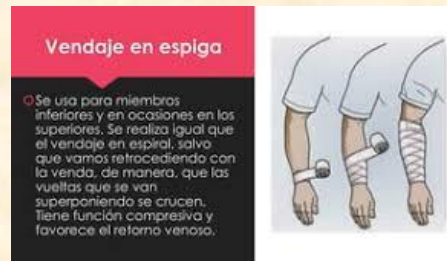 Vendaje en espiga
Se usa para miembros
inferiores y en ocasiones en los
superiores. Se realiza igual que
el vendaje en espiral, salvo
que vamos retrocediendo con
la venda, de manera, que las
vueltas que se van
superponiendo se crucen.
Tiene función compresiva y
favorece el retorno venoso.